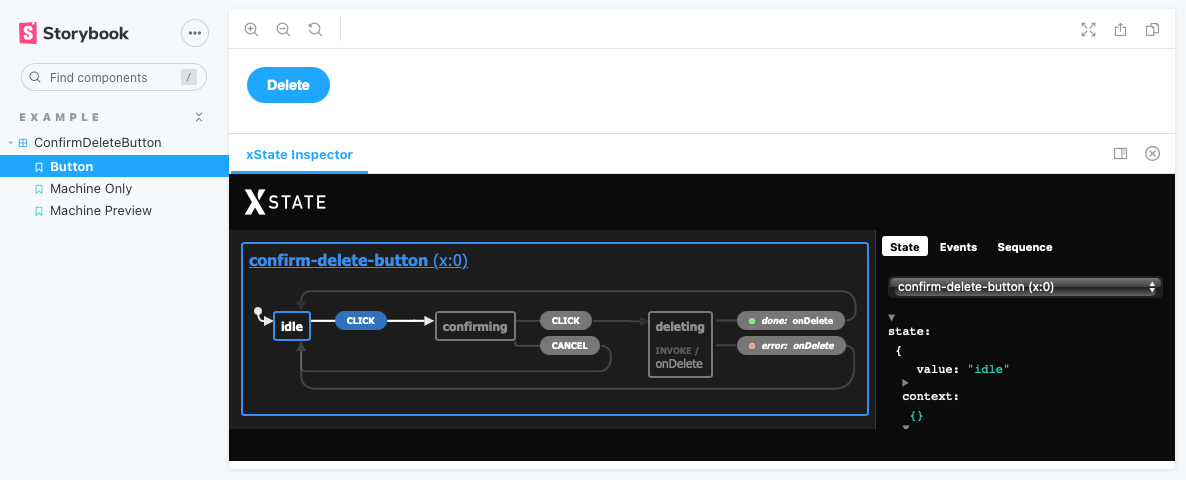 Storybook
Find components
/
EXAMPLE
ConfirmDeleteButton
Button
Machine Only
Machine Preview
Delete
xState Inspector
XSTATE
confirm-delete-button (x:0)
idle
CLICK
confirming
CLICK
CANCEL
deleting
INVOKE /
onDelete
done: onDelete
error: onDelete
State Events Sequence
confirm-delete-button (x:0)
state:
{
value: "idle"
context:
{}